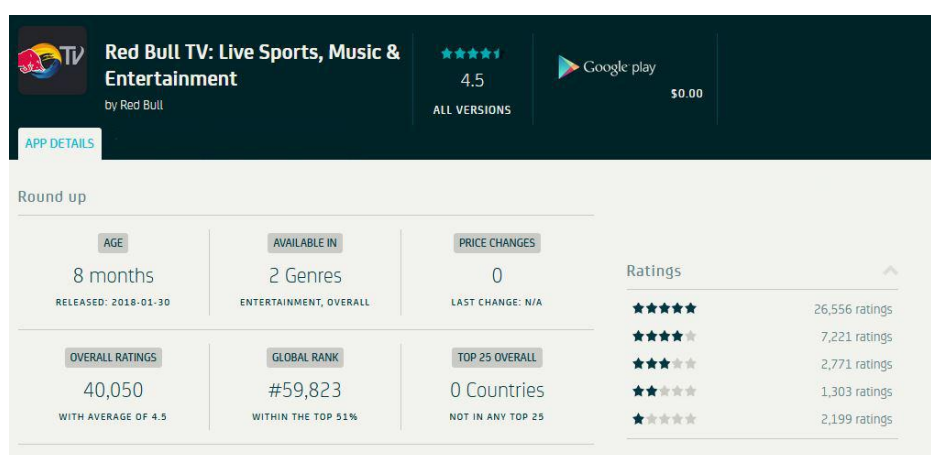 TV
Red Bull TV: Live Sports, Music &
Entertainment
by Red Bull
4.5
ALL VERSIONS
Google play
$0.00
APP DETAILS
Round up
AGE
8 months
RELEASED: 2018-01-30
AVAILABLE IN
2 Genres
ENTERTAINMENT, OVERALL
PRICE CHANGES
0
LAST CHANGE: N/A
OVERALL RATINGS
40,050
WITH AVERAGE OF 4.5
GLOBAL RANK
#59,823
WITHIN THE TOP 51%
TOP 25 OVERALL
0 Countries
NOT IN ANY TOP 25
Ratings
26,556 ratings
7,221 ratings
2,771 ratings
1,303 ratings
2,199 ratings